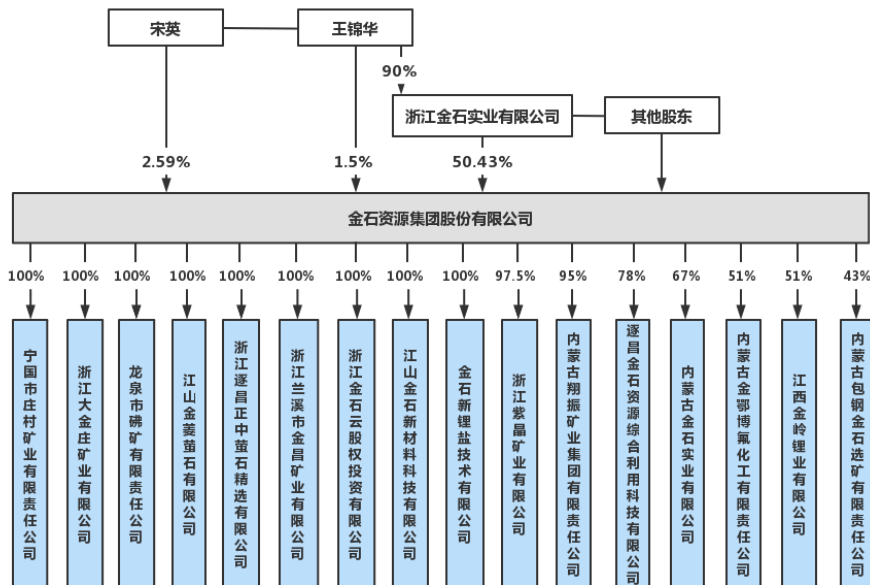 宋英
王锦华
90%
浙江金石实业有限公司
其他股东
2.59%
1.5%
50.43%
金石资源集团股份有限公司
100%
100%
100%
100%
100%
100%
100%
100%
100%
97.5%
95%
78%
67%
51%
51%
43%
宁国市庄村矿业有限责任公司
浙江大金庄矿业有限公司
龙泉市砩矿有限责任公司
江山金菱萤石有限公司
浙江遂昌正中萤石精选有限公司
浙江兰溪市金昌矿业有限公司
浙江金石云股权投资有限公司
江山金石新材料科技有限公司
金石新锂盐技术有限公司
浙江紫晶矿业有限公司
内蒙古翔振矿业集团有限责任公司
遂昌金石资源综合利用科技有限公司
内蒙古金石实业有限公司
内蒙古金鄂博氟化工有限责任公司
江西金岭锂业有限公司
内蒙古包钢金石选矿有限责任公司